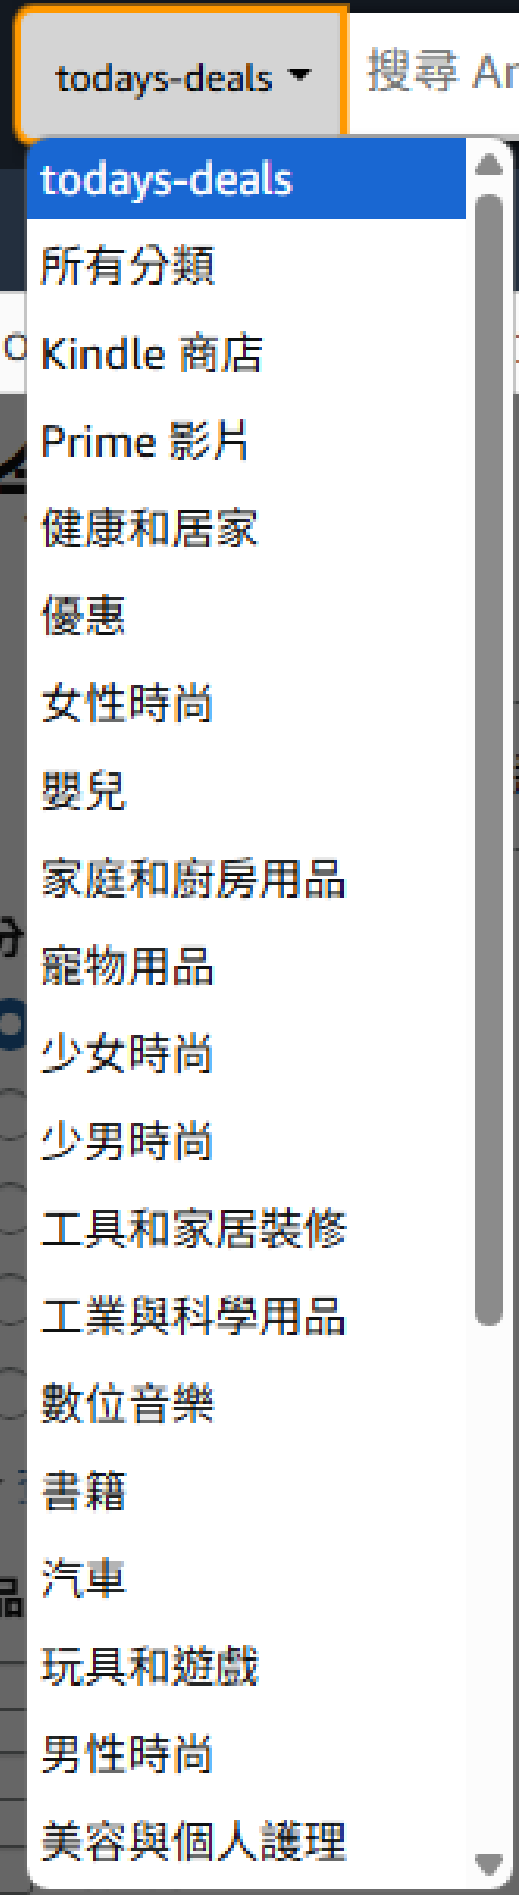 todays-deals 搜尋 Am
todays-deals
所有分類
Kindle 商店
Prime 影片
健康和居家
優惠
女性時尚
嬰兒
家庭和廚房用品
寵物用品
少女時尚
少男時尚
工具和家居裝修
工業與科學用品
數位音樂
書籍
汽車
玩具和遊戲
男性時尚
美容與個人護理